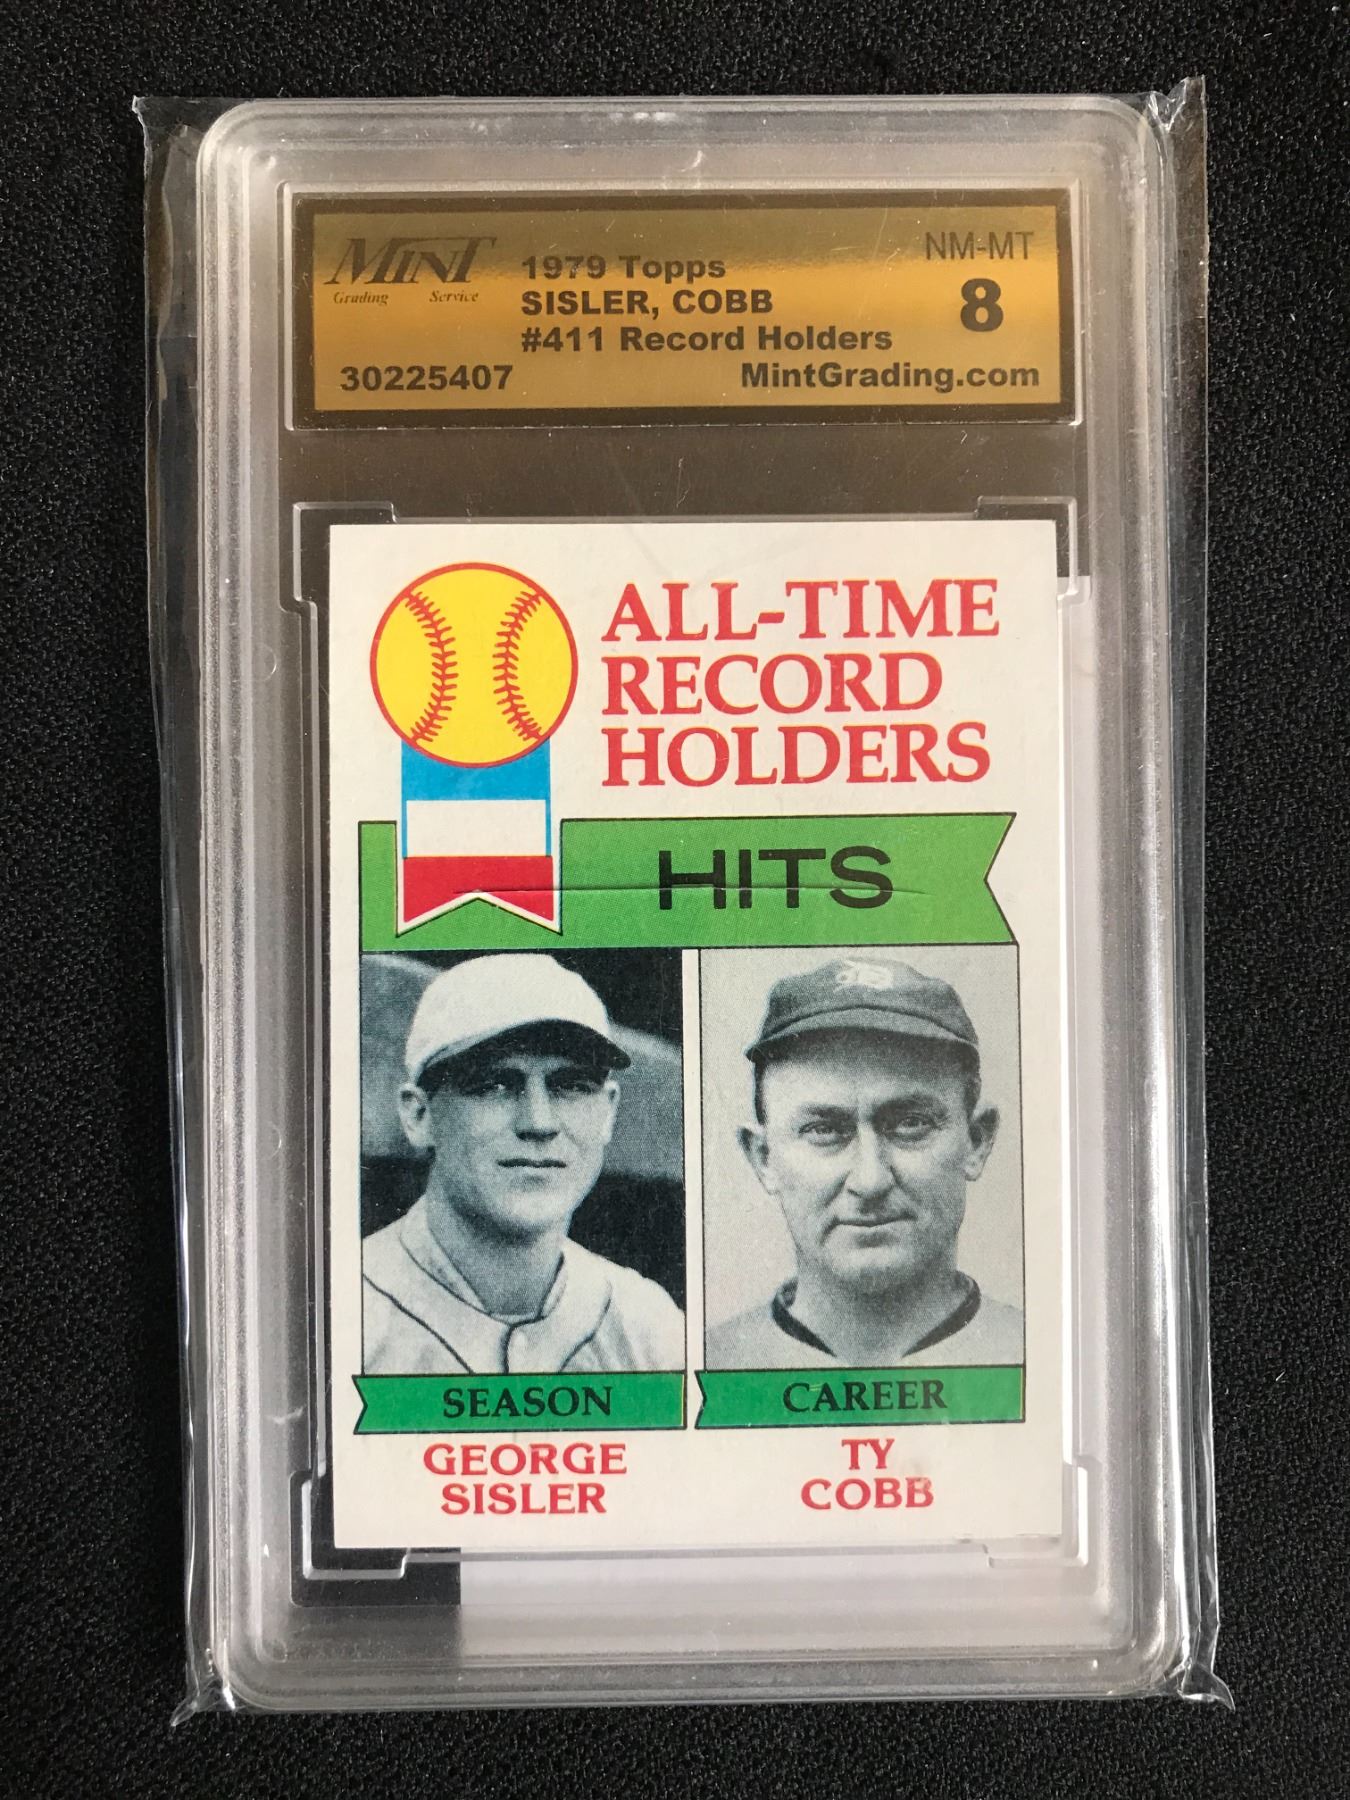 MINT
Grading Service
1979 Topps
SISLER, COBB
#411 Record Holders
NM-MT
8
30225407
MintGrading.com
ALL-TIME
RECORD
HOLDERS
HITS
D
SEASON
CAREER
GEORGE
SISLER
TY
COBB